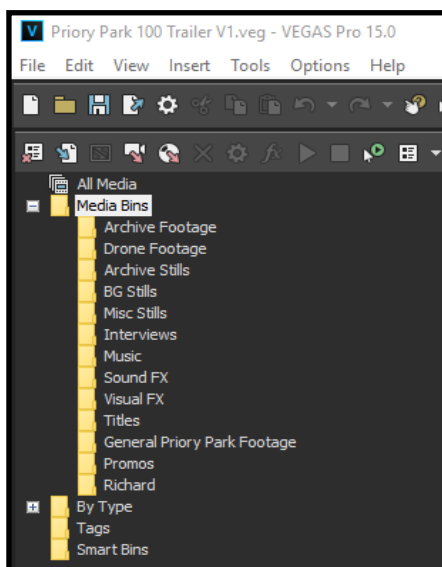 V Priory Park 100 Trailer V1.veg - VEGAS Pro 15.0
File Edit View Insert Tools Options Help
All Media
Media Bins
Archive Footage
Drone Footage
Archive Stills
BG Stills
Misc Stills
Interviews
Music
Sound FX
Visual FX
Titles
General Priory Park Footage
Promos
Richard
By Type
Tags
Smart Bins